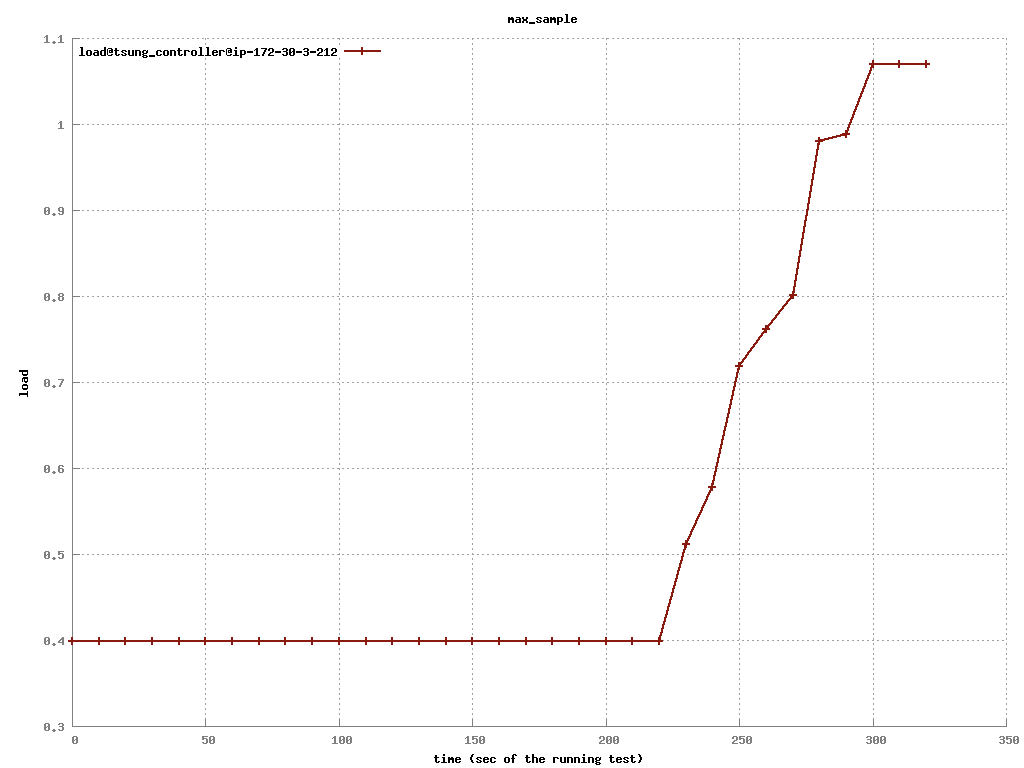 max_sample
load@tsung_controller@ip-172-30-3-212
1.1
1
0.9
0.8
0.7
0.6
0.5
0.4
0.3
load
0 50 100 150 200 250 300 350
time (sec of the running test)